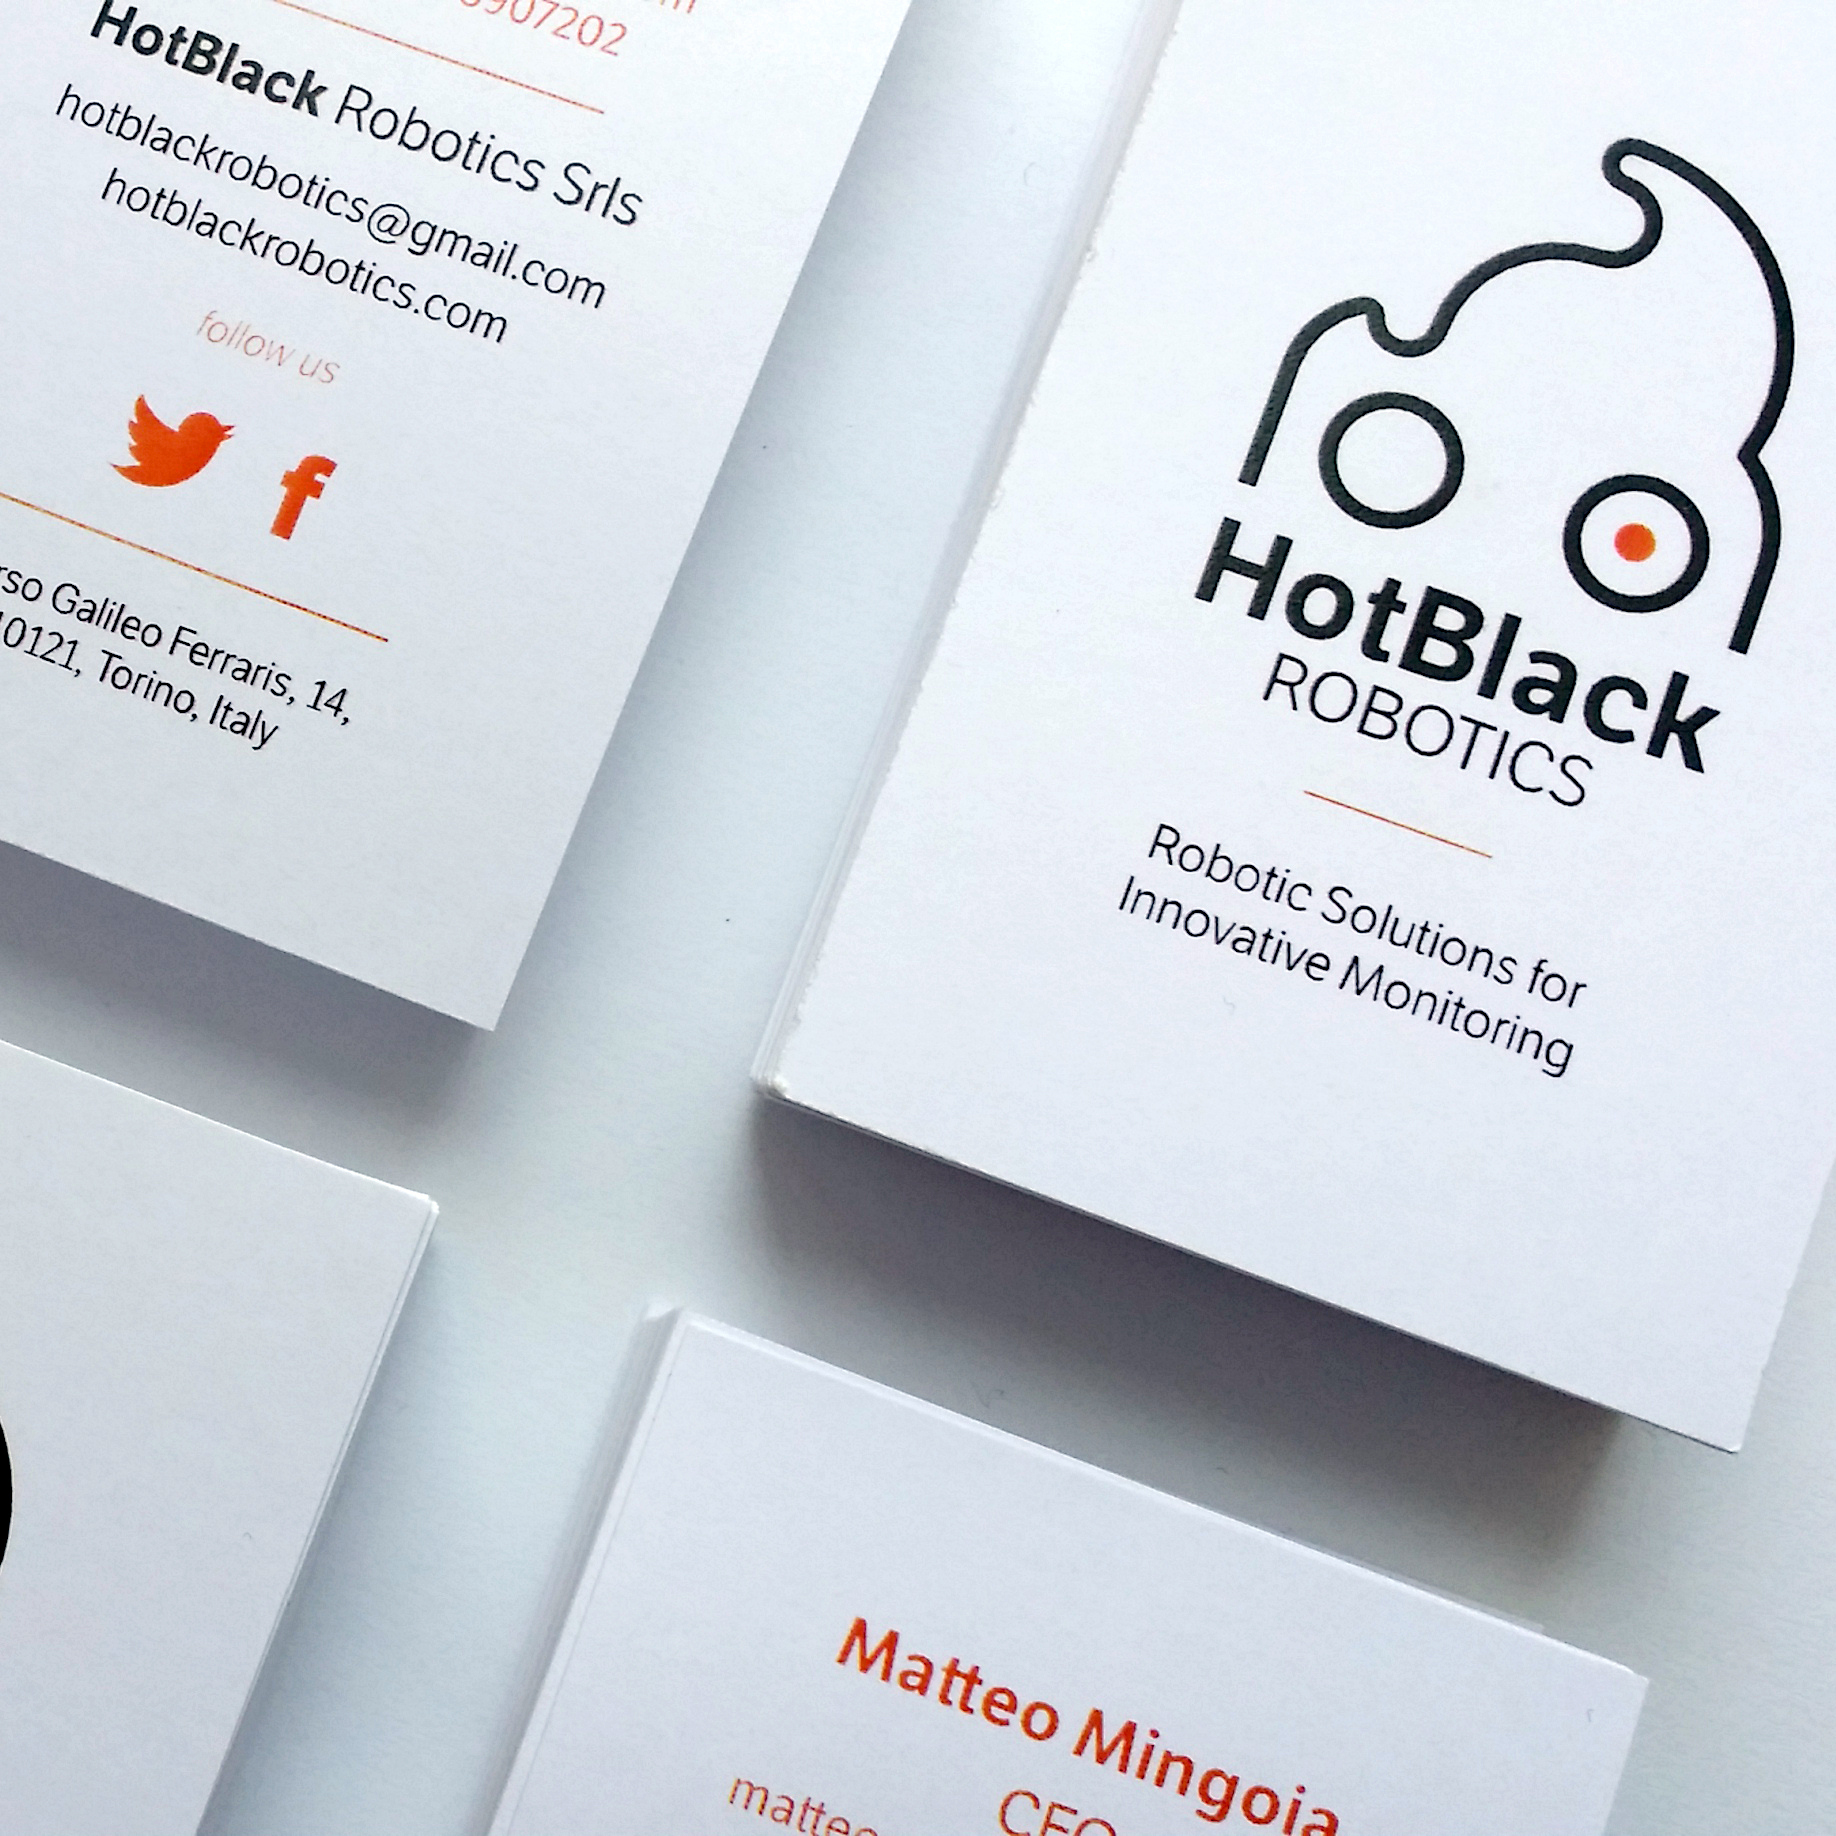 HotBlack Robotics Srls
hotblackrobotics@gmail.com
hotblackrobotics.com
follow us
Galileo Ferraris, 14,
10121, Torino, Italy
HotBlack
ROBOTICS
Robotic Solutions for
Innovative Monitoring
Matteo Mingoia